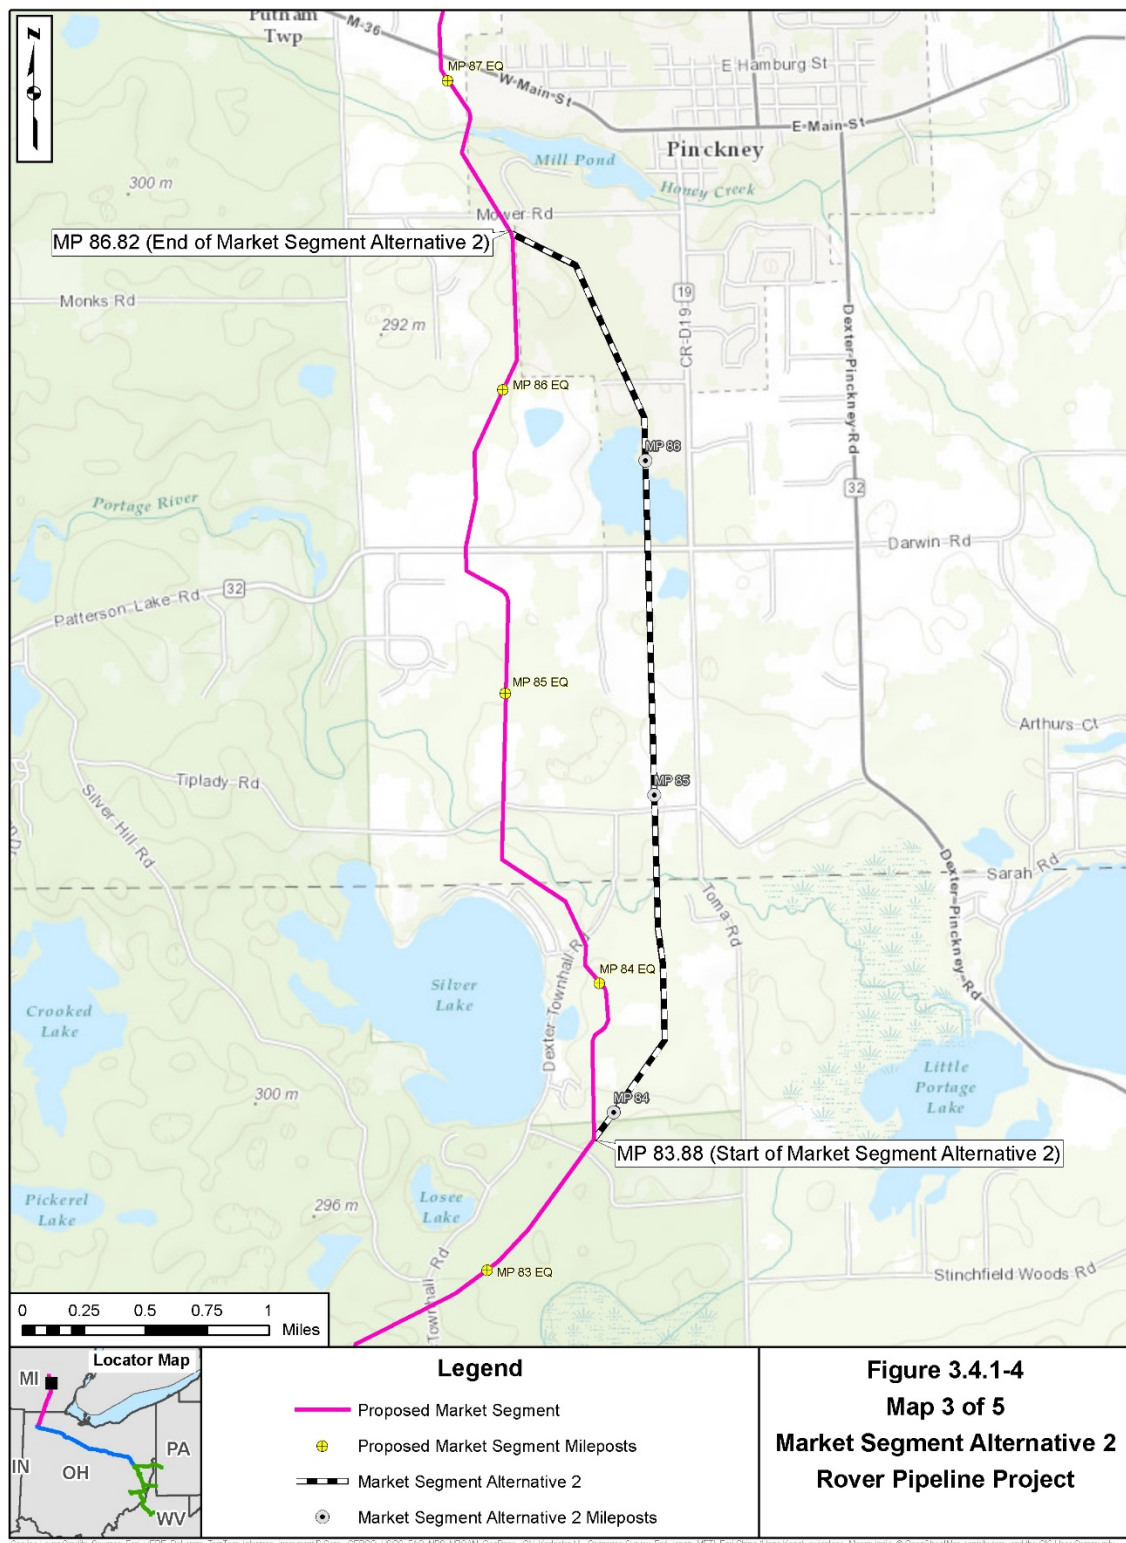 Putnam
Twp
M-36
N
MP 87 EQ
W-Main-St
E Hamburg St
E-Main-St
Pinckney
Mill Pond
Honey Creek
300 m
Mower Rd
MP 86.82 (End of Market Segment Alternative 2)
Monks Rd
19
292 m
CR-D19
Dexter-Pinckney-Rd
MP 86 EQ
MP 86
32
Portage River
Darwin Rd
32
Patterson Lake Rd
MP 85 EQ
Arthurs Ct
Tiplady Rd
MP 85
Silver Hill Rd
Dexter-Pinckney-Rd
Sarah Rd
Toma Rd
MP 84 EQ
Silver
Lake
Crooked
Lake
Dexter Townhall Rd
Little
Portage
Lake
300 m
MP 84
MP 83.88 (Start of Market Segment Alternative 2)
Pickerel
Lake
296 m
Losee
Lake
MP 83 EQ
Townhall Rd
Stinchfield Woods Rd
0 0.25 0.5 0.75 1
Miles
Locator Map
MI
PA
IN
OH
WV
Legend
Proposed Market Segment
Proposed Market Segment Mileposts
Market Segment Alternative 2
Market Segment Alternative 2 Mileposts
Figure 3.4.1-4
Map 3 of 5
Market Segment Alternative 2
Rover Pipeline Project